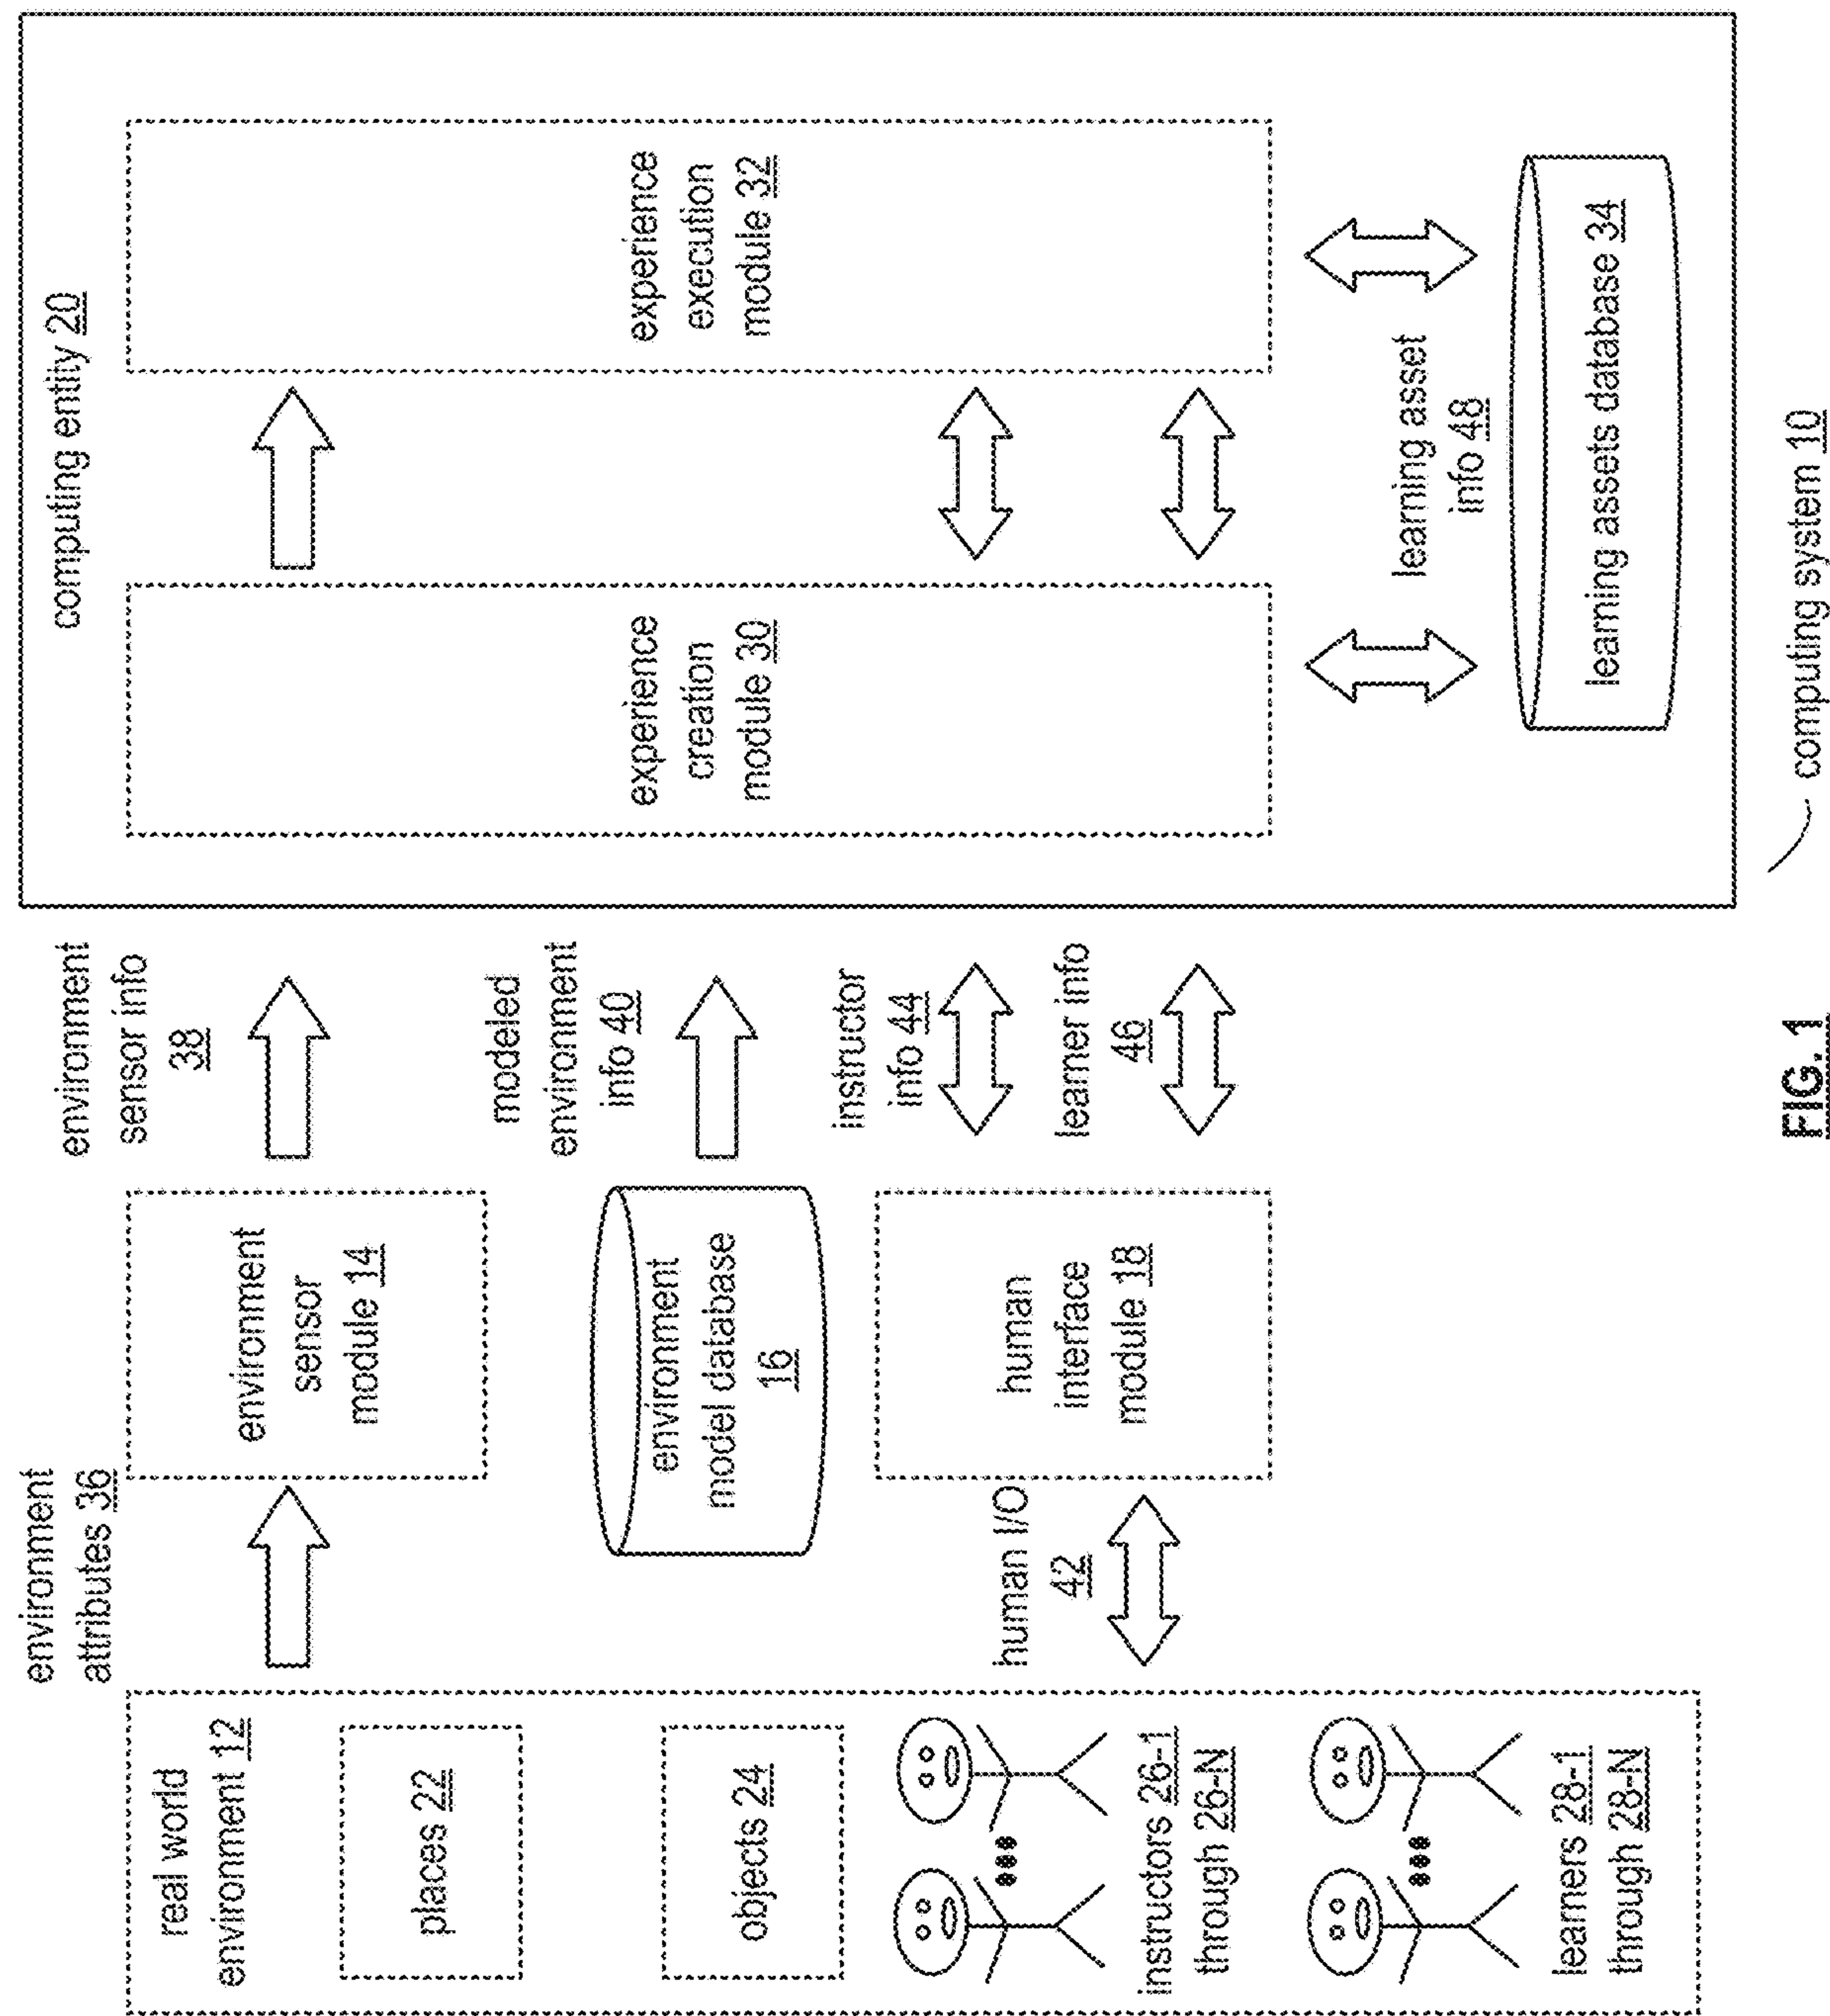 environment
attributes 36
real world
environment 12
places 22
objects 24
instructors 26-1
through 26-N
learners 28-1
through 28-N
human I/O
42
environment
sensor
module 14
environment
model database
16
human
interface
module 18
environment
sensor info
38
modeled
environment
info 40
instructor
info 44
learner info
46
computing entity 20
experience
creation
module 30
experience
execution
module 32
learning asset
info 48
learning assets database 34
computing system 10
FIG. 1